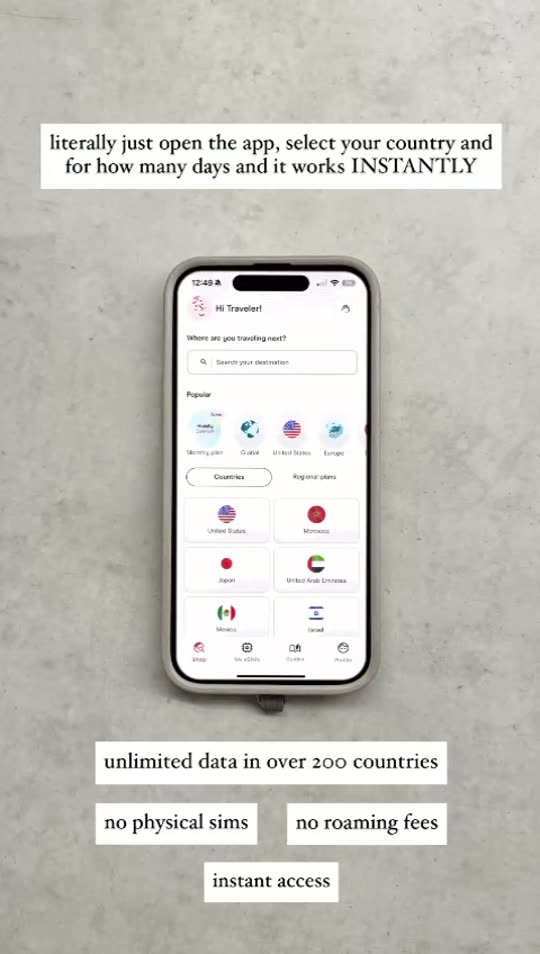 literally just open the app, select your country and
for how many days and it works INSTANTLY
12:49
Hi Traveler!
Where are you traveling next?
Search your destination
Popular
Monthly plan
Global
United States
Europe
Countries
Regional plans
United States
Morocco
Japan
United Arab Emirates
Mexico
Israel
Shop
My eSIMs
Guides
Profile
unlimited data in over 200 countries
no physical sims
no roaming fees
instant access